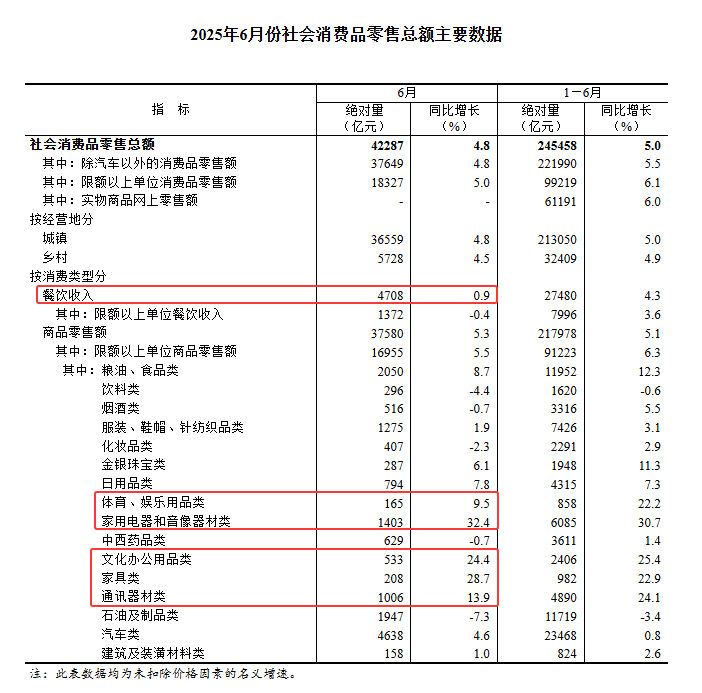 2025年6月份社会消费品零售总额主要数据
指 标 6月 1—6月
绝对量（亿元） 同比增长（%） 绝对量（亿元） 同比增长（%）
社会消费品零售总额 42287 4.8 245458 5.0
其中：除汽车以外的消费品零售额 37649 4.8 221990 5.5
其中：限额以上单位消费品零售额 18327 5.0 99219 6.1
其中：实物商品网上零售额 - - 61191 6.0
按经营地分
城镇 36559 4.8 213050 5.0
乡村 5728 4.5 32409 4.9
按消费类型分
餐饮收入 4708 0.9 27480 4.3
其中：限额以上单位餐饮收入 1372 -0.4 7996 3.6
商品零售额 37580 5.3 217978 5.1
其中：限额以上单位商品零售额 16955 5.5 91223 6.3
其中：粮油、食品类 2050 8.7 11952 12.3
饮料类 296 -4.4 1620 -0.6
烟酒类 516 -0.7 3316 5.5
服装、鞋帽、针纺织品类 1275 1.9 7426 3.1
化妆品类 407 -2.3 2291 2.9
金银珠宝类 287 6.1 1948 11.3
日用品类 794 7.8 4315 7.3
体育、娱乐用品类 165 9.5 858 22.2
家用电器和音像器材类 1403 32.4 6085 30.7
中西药品类 629 -0.7 3611 1.4
文化办公用品类 533 24.4 2406 25.4
家具类 208 28.7 982 22.9
通讯器材类 1006 13.9 4890 24.1
石油及制品类 1947 -7.3 11719 -3.4
汽车类 4638 4.6 23468 0.8
建筑及装潢材料类 158 1.0 824 2.6
注：此表数据均为未扣除价格因素的名义增速。